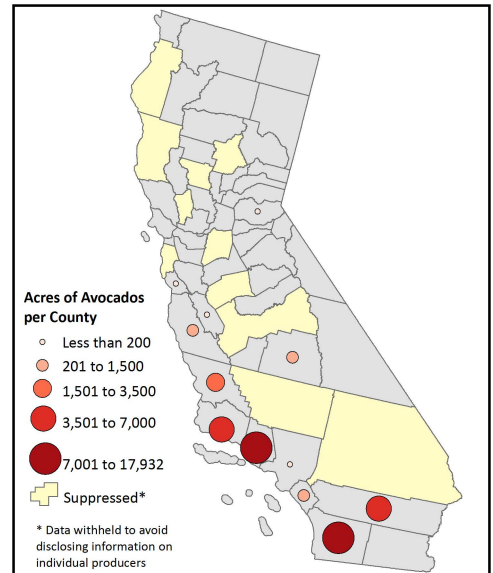 Acres of Avocados
per County
Less than 200
201 to 1,500
1,501 to 3,500
3,501 to 7,000
7,001 to 17,932
Suppressed*
* Data withheld to avoid
disclosing information on
individual producers